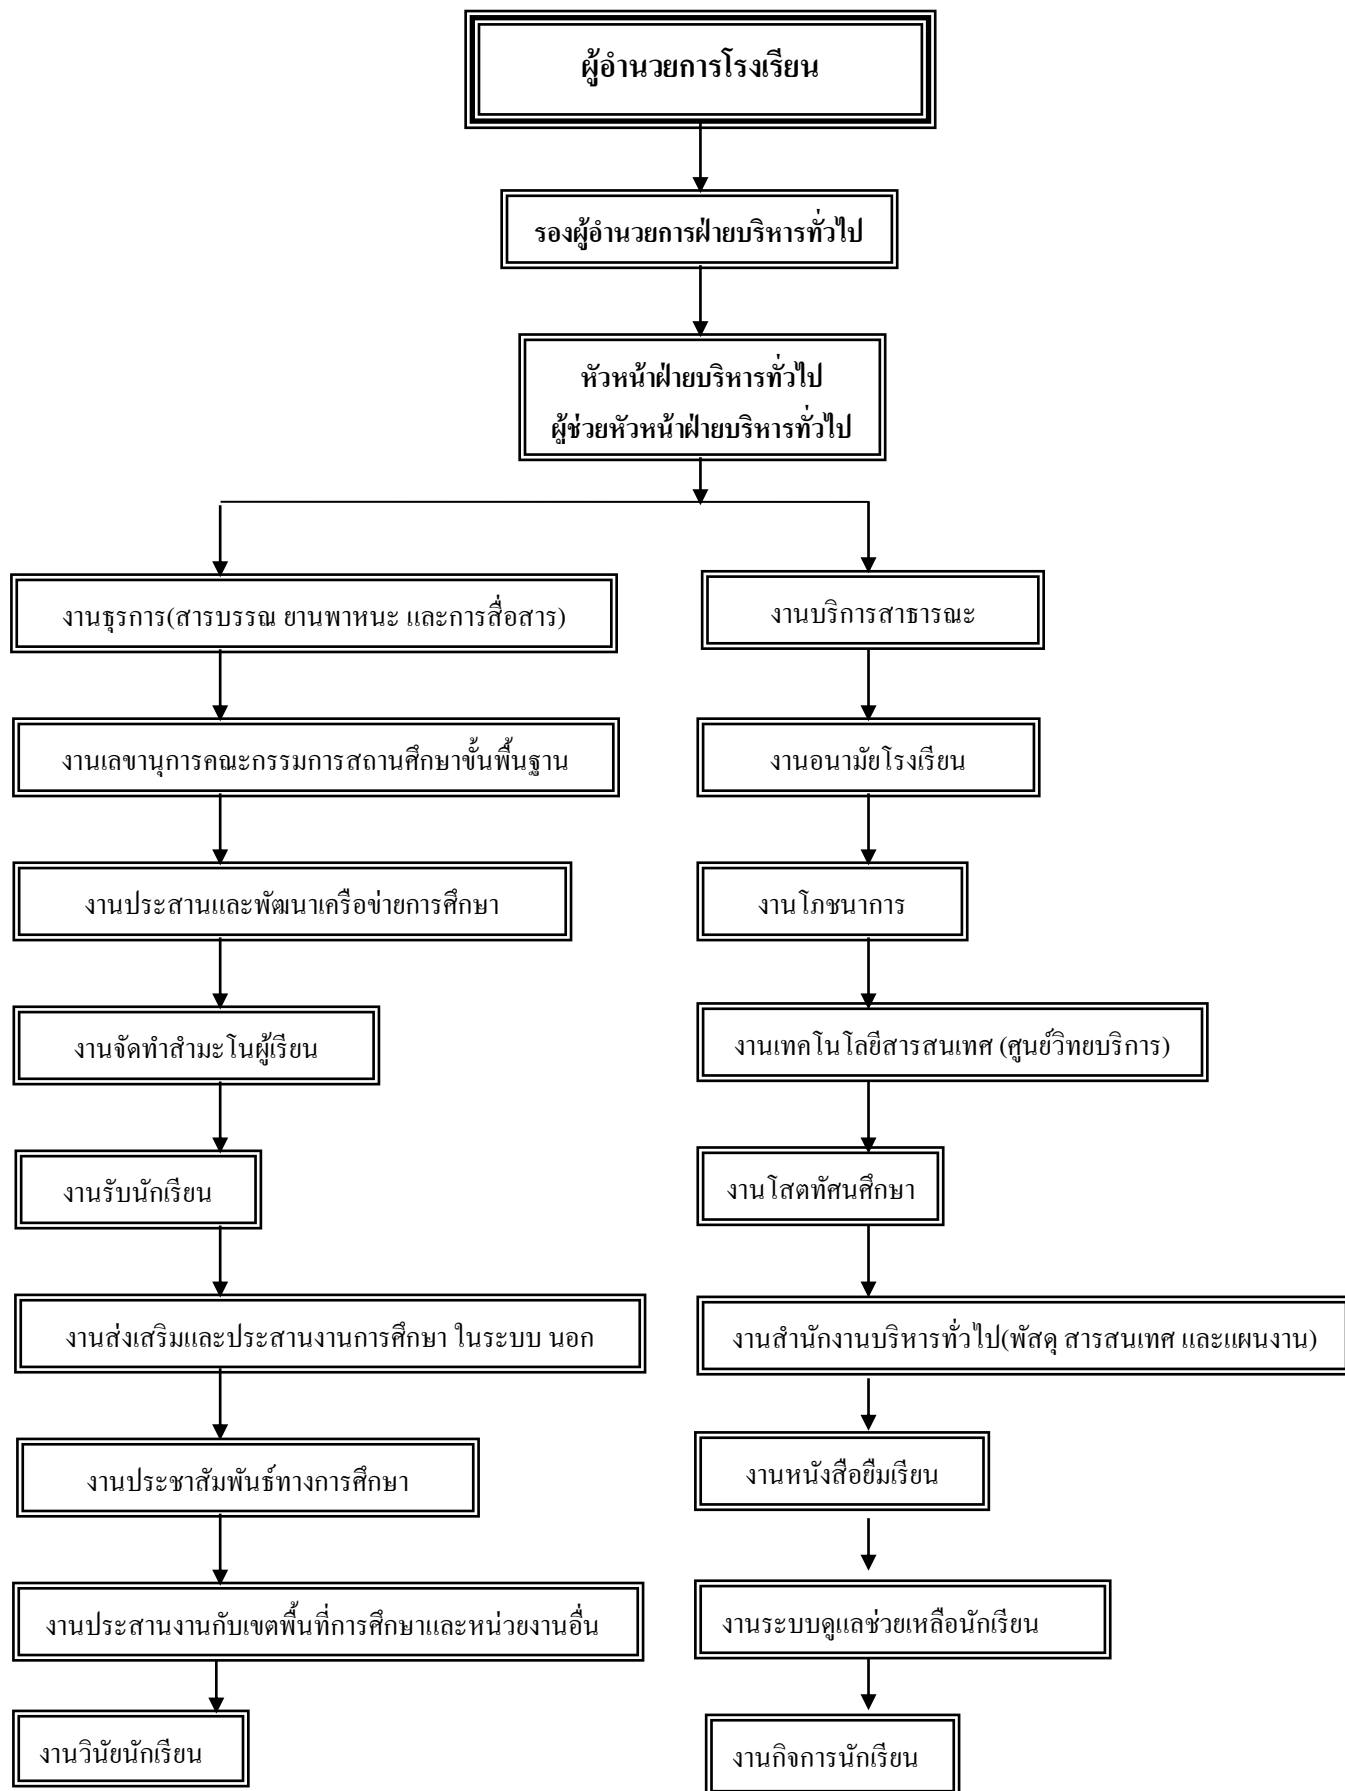 ผู้อำนวยการโรงเรียน
รองผู้อำนวยการฝ่ายบริหารทั่วไป
หัวหน้าฝ่ายบริหารทั่วไป
ผู้ช่วยหัวหน้าฝ่ายบริหารทั่วไป
งานธุรการ(สารบรรณ ยานพาหนะ และการสื่อสาร)
งานเลขานุการคณะกรรมการสถานศึกษาขั้นพื้นฐาน
งานประสานและพัฒนาเครือข่ายการศึกษา
งานจัดทำสำมะโนผู้เรียน
งานรับนักเรียน
งานส่งเสริมและประสานงานการศึกษา ในระบบ นอก
งานประชาสัมพันธ์ทางการศึกษา
งานประสานงานกับเขตพื้นที่การศึกษาและหน่วยงานอื่น
งานวินัยนักเรียน
งานบริการสาธารณะ
งานอนามัยโรงเรียน
งานโภชนาการ
งานเทคโนโลยีสารสนเทศ (ศูนย์วิทยบริการ)
งานโสตทัศนศึกษา
งานสำนักงานบริหารทั่วไป(พัสดุ สารสนเทศ และแผนงาน)
งานหนังสือยืมเรียน
งานระบบดูแลช่วยเหลือนักเรียน
งานกิจการนักเรียน